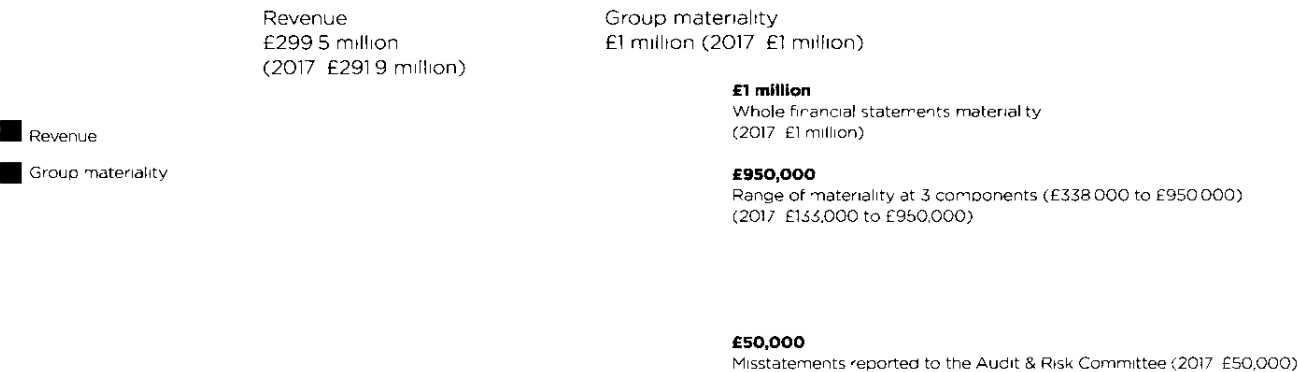 Revenue
£299 5 million
(2017 £291 9 million)
Group materiality
£1 million (2017 £1 million)
£1 million
Whole financial statements material ty
(2017 £1 million)
Revenue
Group materiality
£950,000
Range of materiality at 3 components (£338 000 to £950 000)
(2017 £133,000 to £950,000)
£50,000
Misstatements reported to the Audit & Risk Committee (2017 £50,000)